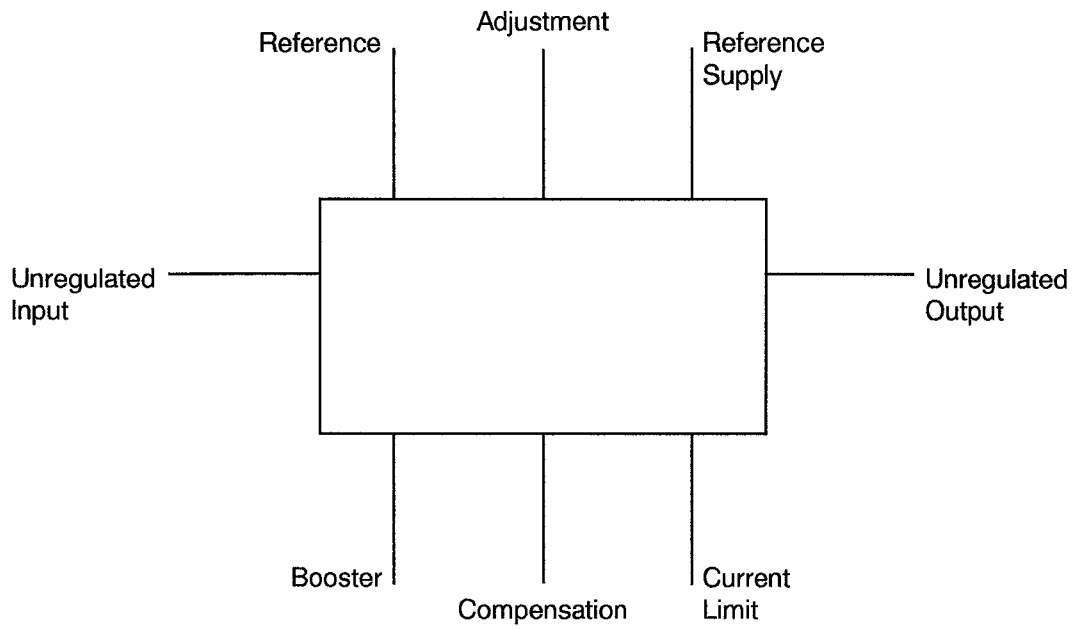 Adjustment
Reference
Reference
Supply
Unregulated
Input
Unregulated
Output
Booster
Compensation
Current
Limit